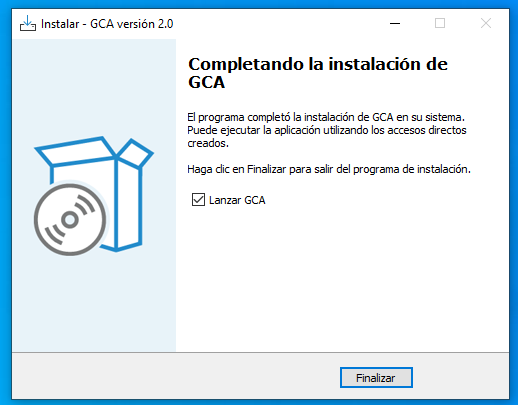 Instalar - GCA versión 2.0
Completando la instalación de
GCA
El programa completó la instalación de GCA en su sistema.
Puede ejecutar la aplicación utilizando los accesos directos
creados.
Haga clic en Finalizar para salir del programa de instalación.
Lanzar GCA
Finalizar